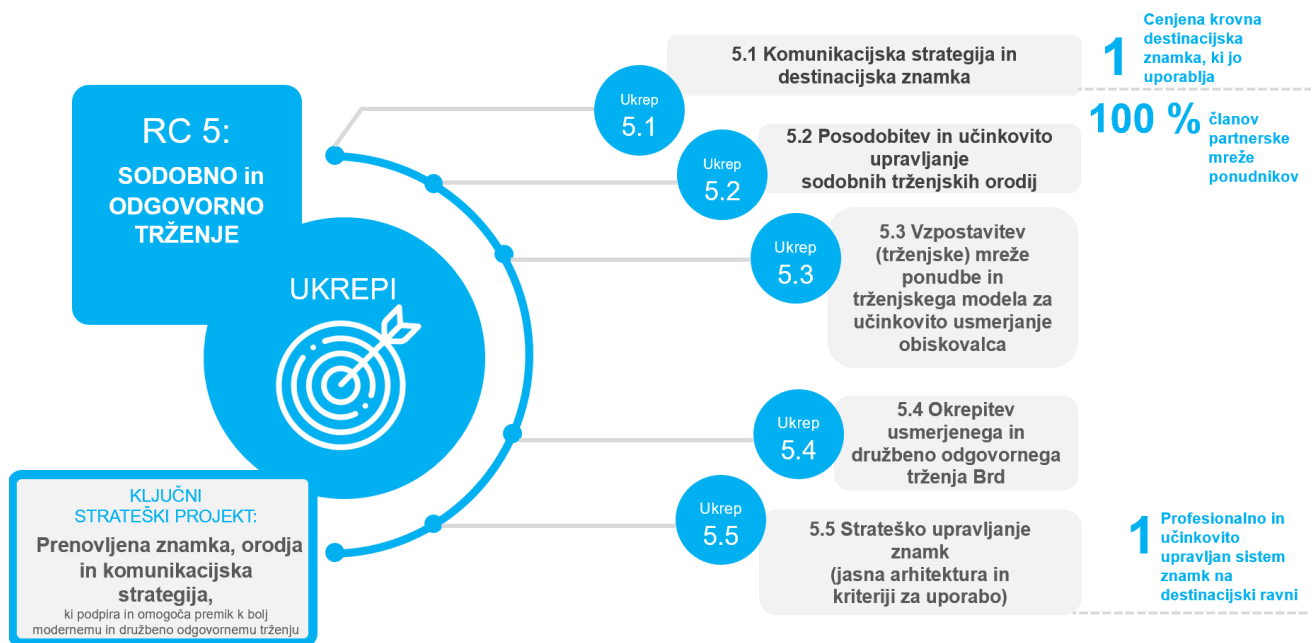 RC 5:
SODOBNO in
ODGOVORNO
TRŽENJE
UKREPI
KLJUČNI
STRATEŠKI PROJEKT:
Prenovljena znamka, orodja
in komunikacijska
strategija,
ki podpira in omogoča premik k bolj
modernemu in družbeno odgovornemu trženju
Ukrep
5.1
5.1 Komunikacijska strategija in
destinacijska znamka
Ukrep
5.2
5.2 Posodobitev in učinkovito
upravljanje
sodobnih trženjskih orodij
Ukrep
5.3
5.3 Vzpostavitev
(trženjske) mreže
ponudbe in
trženjskega modela za
učinkovito usmerjanje
obiskovalca
Ukrep
5.4
5.4 Okrepitev
usmerjenega in
družbeno odgovornega
trženja Brd
Ukrep
5.5
5.5 Strateško upravljanje
znamk
(jasna arhitektura in
kriteriji za uporabo)
1
Cenjena krovna
destinacijska
znamka, ki jo
uporablja
100 %
članov
partnerske
mreže
ponudnikov
1
Profesionalno in
učinkovito
upravljan sistem
znamk na
destinacijski ravni